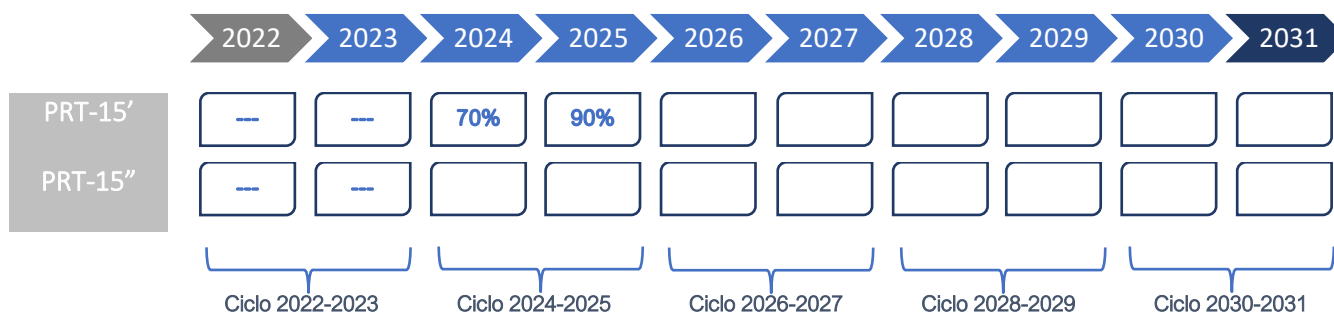 2022 2023 2024 2025 2026 2027 2028 2029 2030 2031
PRT-15’ --- --- 70% 90%
PRT-15” --- ---
Ciclo 2022-2023 Ciclo 2024-2025 Ciclo 2026-2027 Ciclo 2028-2029 Ciclo 2030-2031